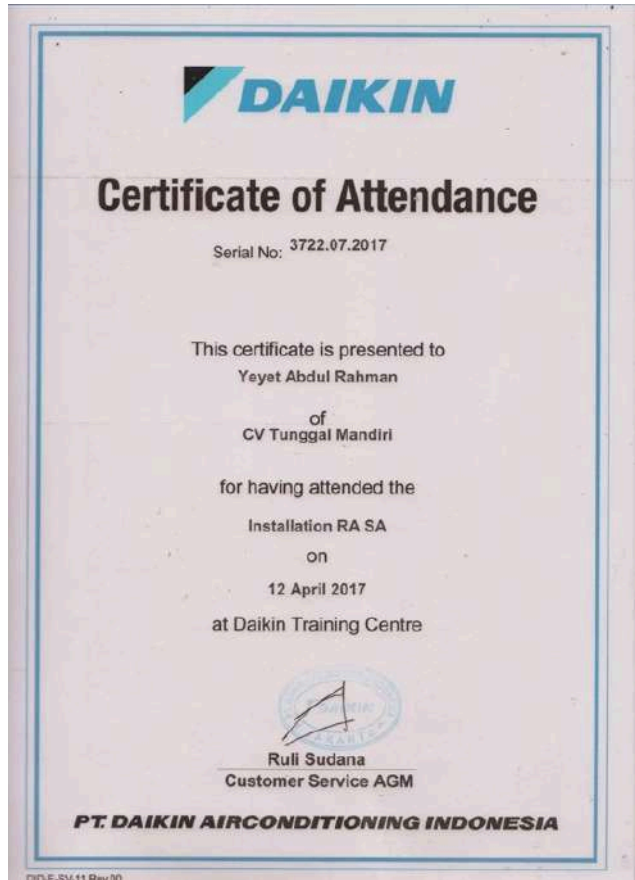 DAIKIN
Certificate of Attendance
Serial No: 3722.07.2017
This certificate is presented to
Yeyet Abdul Rahman
of
CV Tunggal Mandiri
for having attended the
Installation RA SA
on
12 April 2017
at Daikin Training Centre
DAIKIN
Ruli Sudana
Customer Service AGM
PT. DAIKIN AIRCONDITIONING INDONESIA